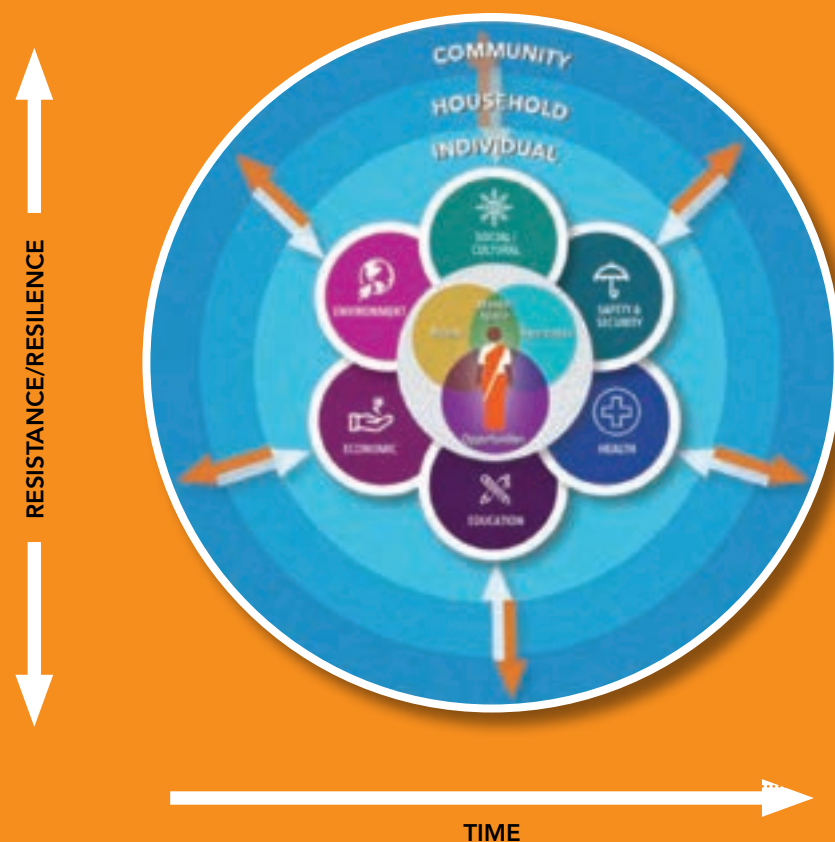 COMMUNITY
HOUSEHOLD
INDIVIDUAL
SOCIAL /
CULTURAL
ENVIRONMENT
SAFETY &
SECURITY
Opportunities
ECONOMIC
HEALTH
EDUCATION
RESISTANCE/RESILENCE
TIME